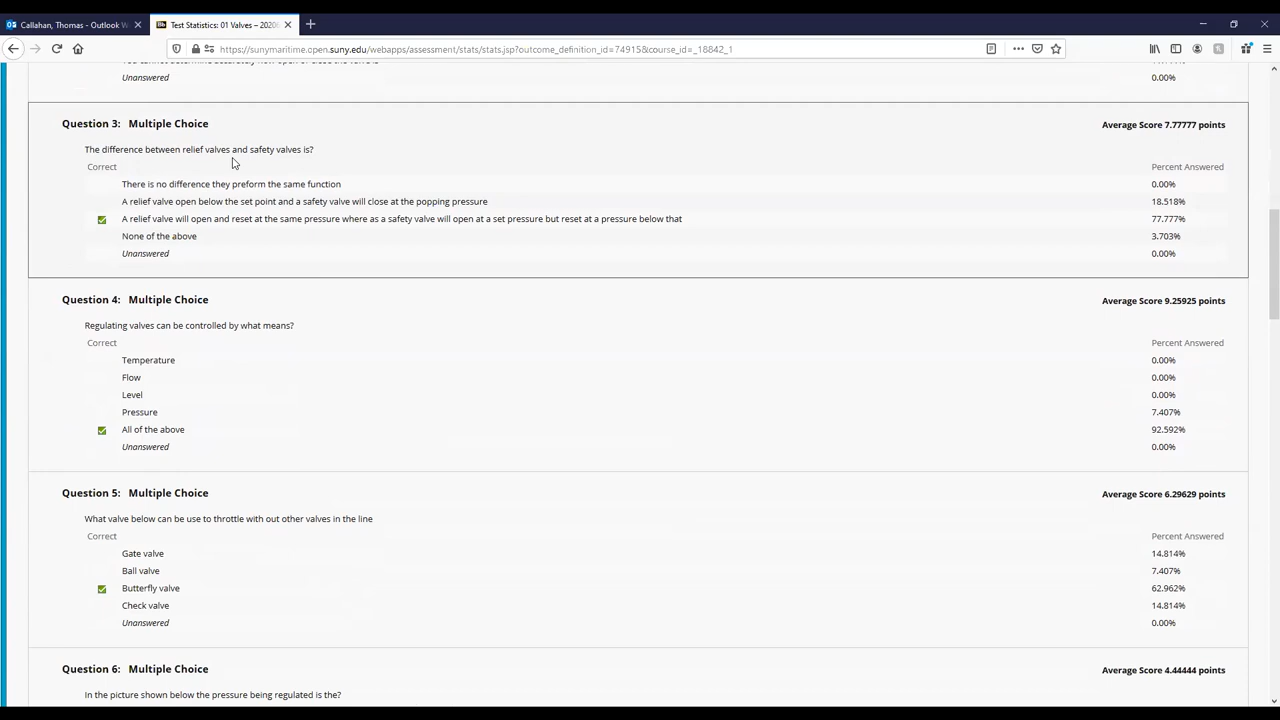 Callahan, Thomas - Outlook W
Test Statistics: 01 Valves – 2020
https://sunymaritime.open.suny.edu/webapps/assessment/stats/stats.jsp?outcome_definition_id=74915&course_id=_18842_1
Unanswered 0.00%
Question 3: Multiple Choice Average Score 7.77777 points
The difference between relief valves and safety valves is?
Correct Percent Answered
There is no difference they preform the same function 0.00%
A relief valve open below the set point and a safety valve will close at the popping pressure 18.518%
A relief valve will open and reset at the same pressure where as a safety valve will open at a set pressure but reset at a pressure below that 77.777%
None of the above 3.703%
Unanswered 0.00%
Question 4: Multiple Choice Average Score 9.25925 points
Regulating valves can be controlled by what means?
Correct Percent Answered
Temperature 0.00%
Flow 0.00%
Level 0.00%
Pressure 7.407%
All of the above 92.592%
Unanswered 0.00%
Question 5: Multiple Choice Average Score 6.29629 points
What valve below can be use to throttle with out other valves in the line
Correct Percent Answered
Gate valve 14.814%
Ball valve 7.407%
Butterfly valve 62.962%
Check valve 14.814%
Unanswered 0.00%
Question 6: Multiple Choice Average Score 4.44444 points
In the picture shown below the pressure being regulated is the?